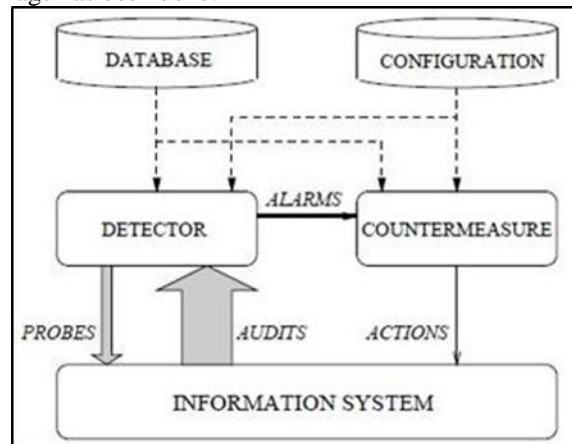 DATABASE
CONFIGURATION
ALARMS
DETECTOR
COUNTERMEASURE
PROBES
AUDITS
ACTIONS
INFORMATION SYSTEM